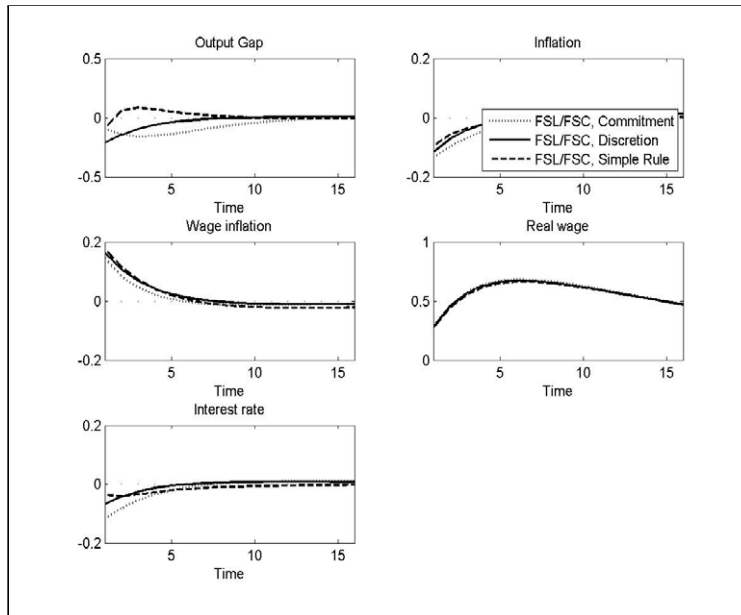 Output Gap
0.5
0
-0.5
5
10
15
Time
Inflation
0.2
0
-0.2
5
10
15
Time
FSL/FSC, Commitment
FSL/FSC, Discretion
FSL/FSC, Simple Rule
Wage inflation
0.2
0
-0.2
5
10
15
Time
Real wage
1
0.5
0
5
10
15
Time
Interest rate
0.2
0
-0.2
5
10
15
Time